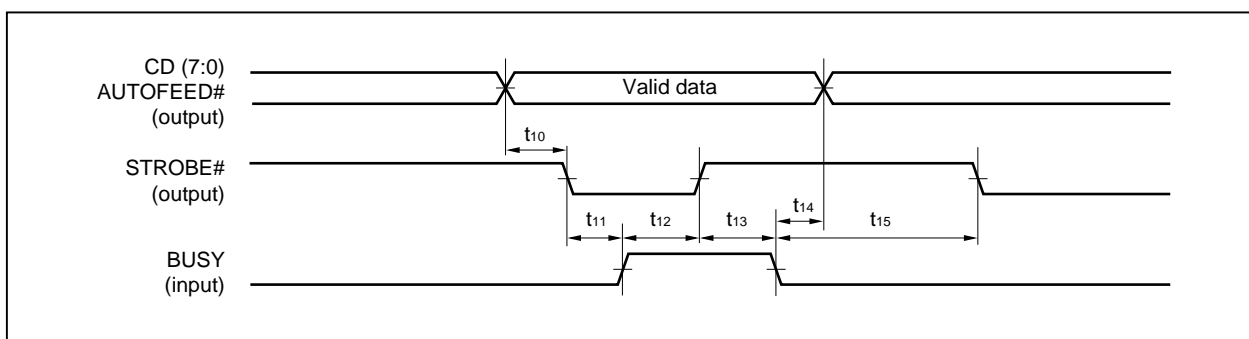 CD (7:0)
AUTOFEED#
(output)
Valid data
t10
STROBE#
(output)
t11
t12
t13
t14
t15
BUSY
(input)